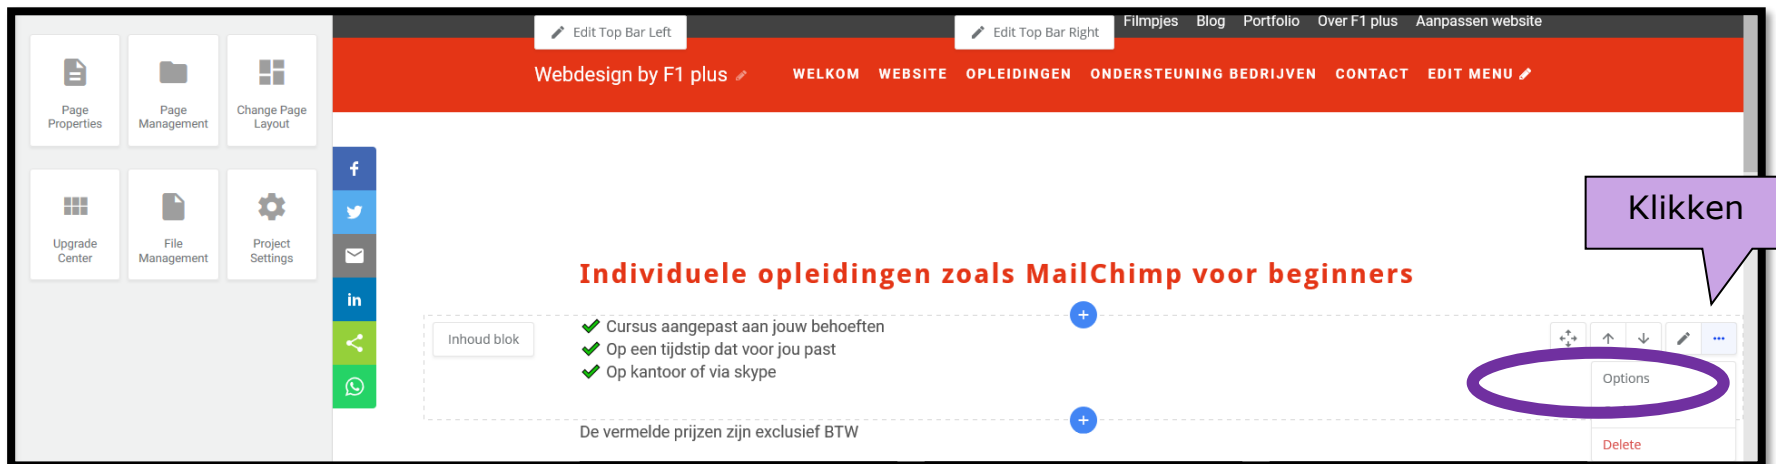 Edit Top Bar Left
Edit Top Bar Right
Filmpjes Blog Portfolio Over F1 plus Aanpassen website
Webdesign by F1 plus
WELKOM WEBSITE OPLEIDINGEN ONDERSTEUNING BEDRIJVEN CONTACT EDIT MENU
Page
Properties
Page
Management
Change Page
Layout
Upgrade
Center
File
Management
Project
Settings
f
in
Klikken
Individuele opleidingen zoals MailChimp voor beginners
Inhoud blok
Cursus aangepast aan jouw behoeften
Op een tijdstip dat voor jou past
Op kantoor of via skype
Options
De vermelde prijzen zijn exclusief BTW
Delete